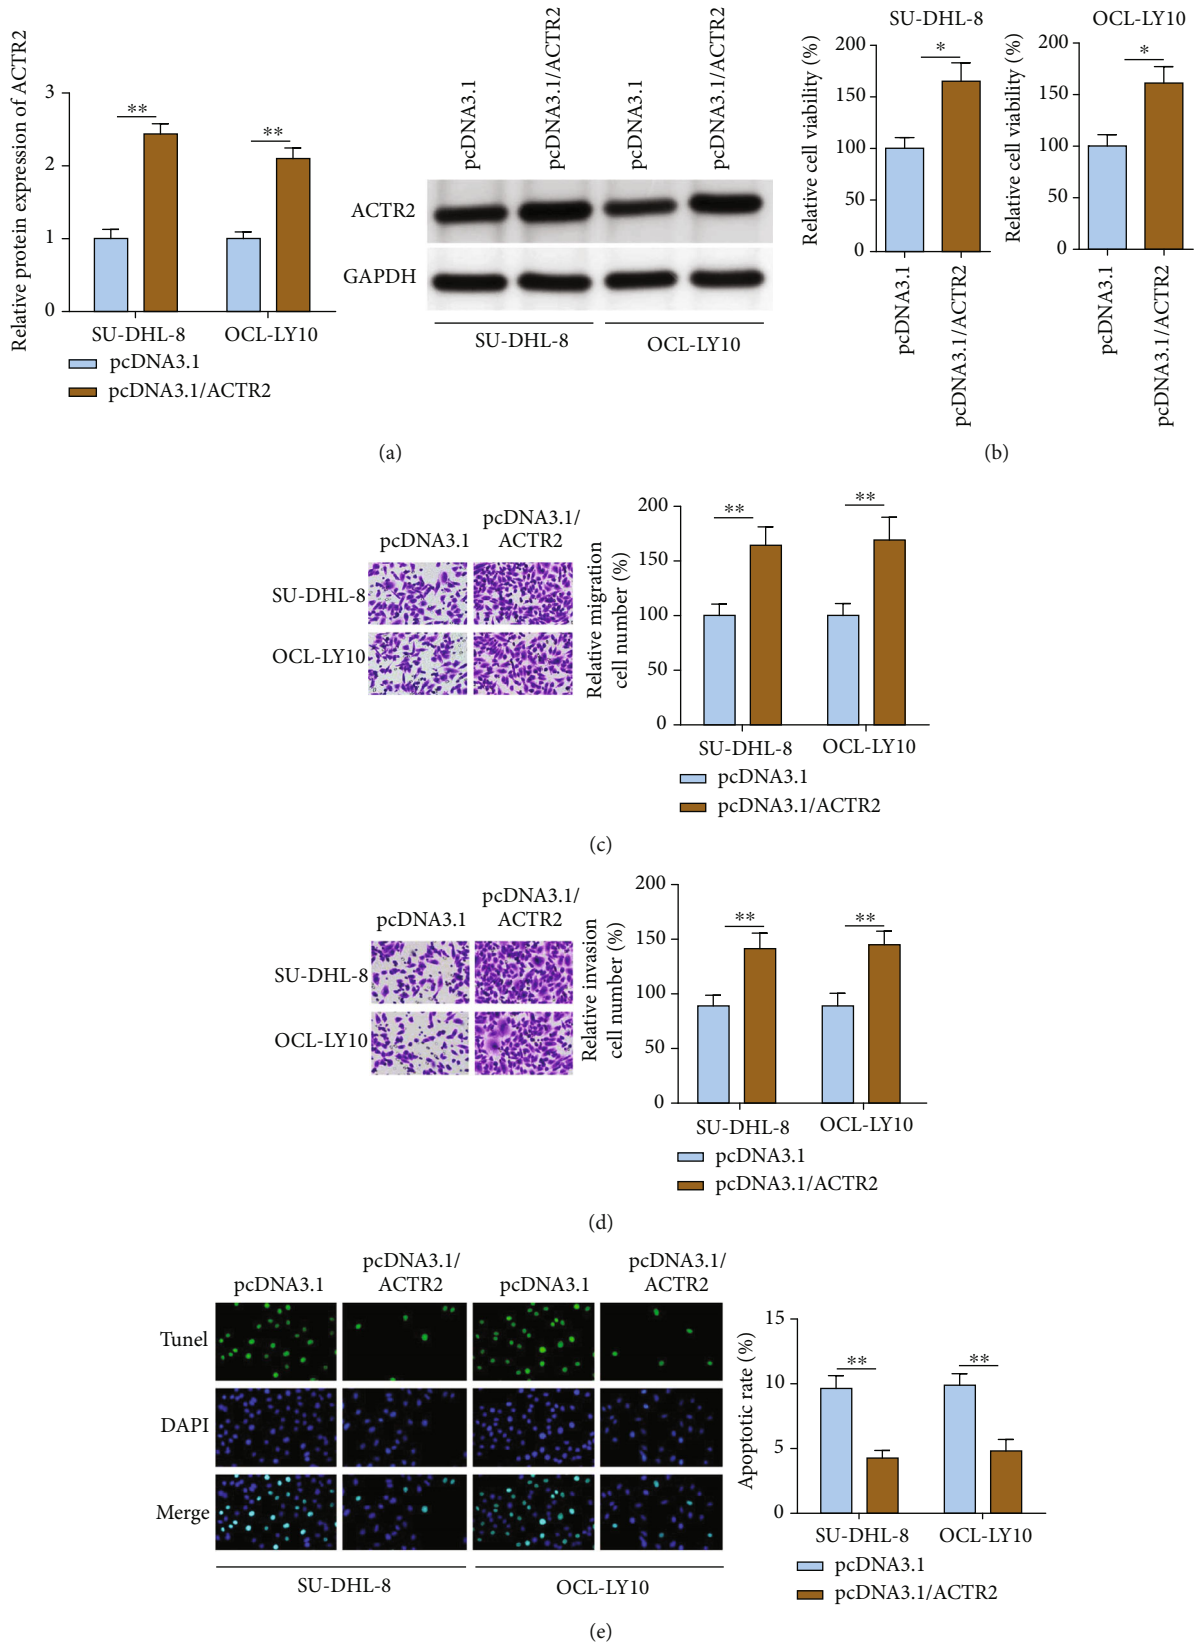 Relative protein expression of ACTR2
3
2
1
0
**
**
SU-DHL-8
OCL-LY10
pcDNA3.1
pcDNA3.1/ACTR2
pcDNA3.1
pcDNA3.1/ACTR2
pcDNA3.1
pcDNA3.1/ACTR2
ACTR2
GAPDH
SU-DHL-8
OCL-LY10
(a)
SU-DHL-8
Relative cell viability (%)
200
150
100
50
0
*
pcDNA3.1
pcDNA3.1/ACTR2
OCL-LY10
Relative cell viability (%)
200
150
100
50
0
*
pcDNA3.1
pcDNA3.1/ACTR2
(b)
pcDNA3.1
pcDNA3.1/
ACTR2
SU-DHL-8
OCL-LY10
Relative migration
cell number (%)
200
150
100
50
0
**
**
SU-DHL-8
OCL-LY10
pcDNA3.1
pcDNA3.1/ACTR2
(c)
pcDNA3.1
pcDNA3.1/
ACTR2
SU-DHL-8
OCL-LY10
Relative invasion
cell number (%)
200
150
100
50
0
**
**
SU-DHL-8
OCL-LY10
pcDNA3.1
pcDNA3.1/ACTR2
(d)
pcDNA3.1
pcDNA3.1/
ACTR2
pcDNA3.1
pcDNA3.1/
ACTR2
Tunel
DAPI
Merge
SU-DHL-8
OCL-LY10
Apoptotic rate (%)
15
10
5
0
**
**
SU-DHL-8
OCL-LY10
pcDNA3.1
pcDNA3.1/ACTR2
(e)